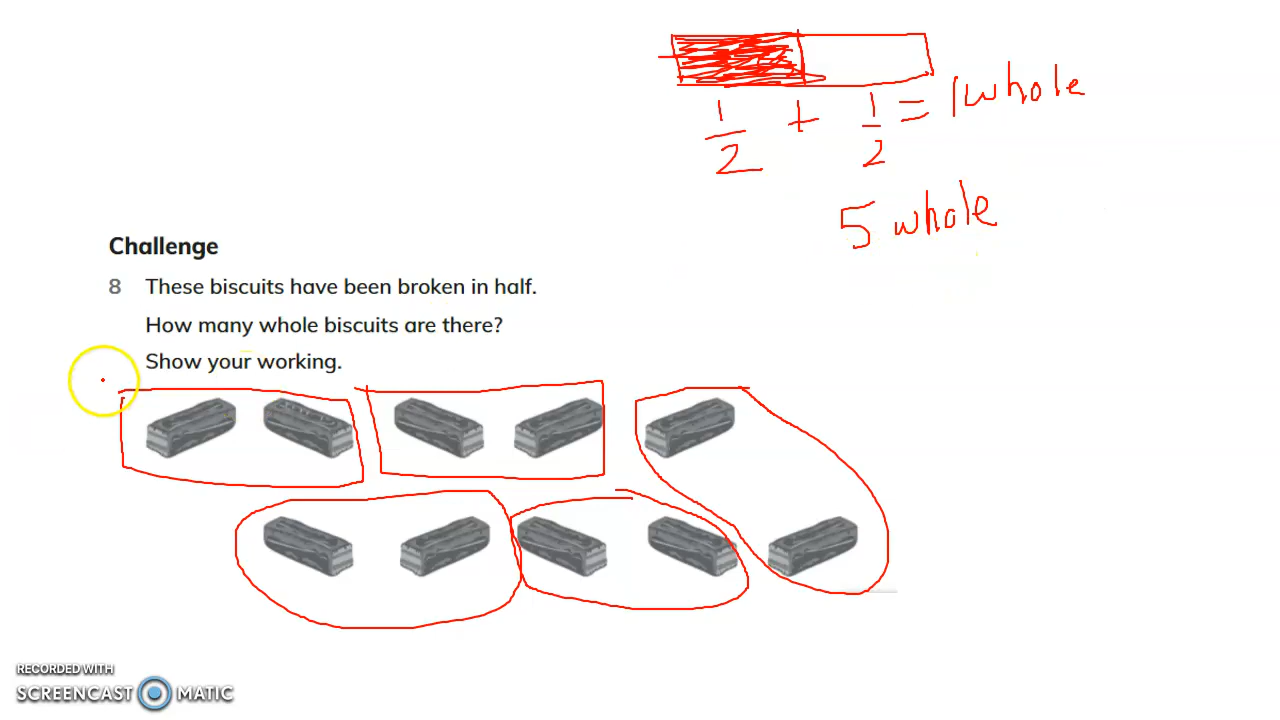 1/2 + 1/2 = 1 whole
5 whole
Challenge
8 These biscuits have been broken in half.
How many whole biscuits are there?
Show your working.
RECORDED WITH
SCREENCAST MATIC